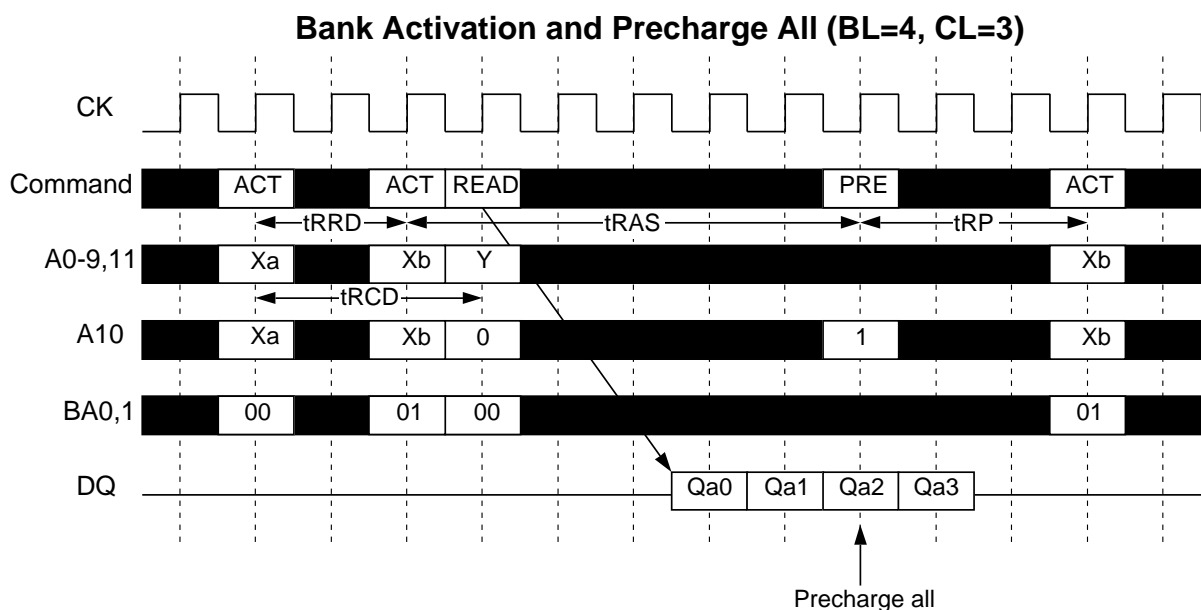 Bank Activation and Precharge All (BL=4, CL=3)
CK
Command ACT ACT READ PRE ACT
tRRD tRAS tRP
A0-9,11 Xa Xb Y Xb
tRCD
A10 Xa Xb 0 1 Xb
BA0,1 00 01 00 01
DQ Qa0 Qa1 Qa2 Qa3
Precharge all